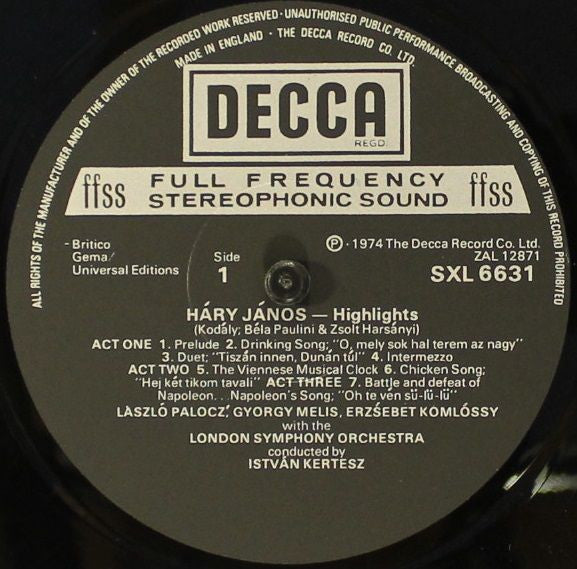 ALL RIGHTS OF THE MANUFACTURER AND OF THE OWNER OF THE RECORDED WORK RESERVED · UNAUTHORISED PUBLIC PERFORMANCE BROADCASTING AND COPYING OF THIS RECORD PROHIBITED
MADE IN ENGLAND · THE DECCA RECORD CO. LTD.
DECCA
REGD.
ffss FULL FREQUENCY ffss
STEREOPHONIC SOUND
- Britico
Gema/
Universal Editions
Side
1
Ⓟ · 1974 The Decca Record Co. Ltd.
ZAL 12871
SXL 6631
HÁRY JÁNOS — Highlights
(Kodály; Béla Paulini & Zsolt Harsányi)
ACT ONE 1. Prelude 2. Drinking Song; "O, mely sok hal terem az nagy"
3. Duet; "Tiszán innen, Dunán túl" 4. Intermezzo
ACT TWO 5. The Viennese Musical Clock 6. Chicken Song;
"Hej két tikom tavali" ACT THREE 7. Battle and defeat of
Napoleon... Napoleon's Song; "Oh te vén sü-lü-lü"
LÀSZLÓ PALOCZ,́ GYORGY MELIS, ERZSEBET KOMLÓSSY
with the
LONDON SYMPHONY ORCHESTRA
conducted by
ISTVÁN KERTESZ